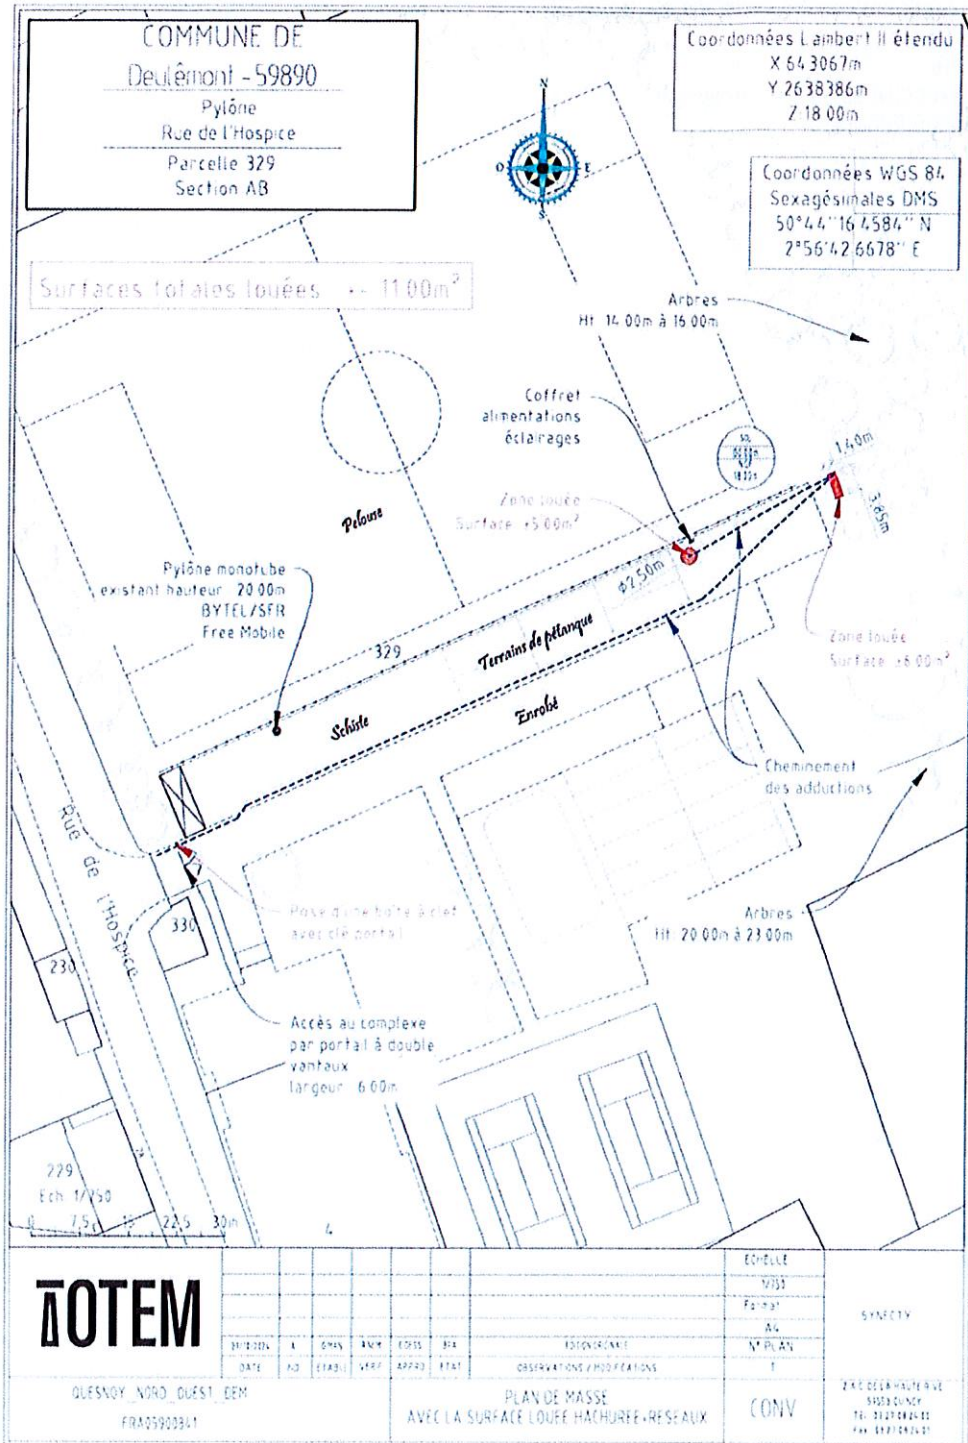 COMMUNE DE
Deulémont - 59890
Pylône
Rue de l'Hospice
Parcelle 329
Section AB
Coordonnées Lambert II étendu
X 643067m
Y 2638386m
Z 18.00m
Coordonnées WGS 84
Sexagésimales DMS
50°44''16.4584'' N
2°56'42.6678'' E
N
O
E
S
Surfaces totales louées +- 11.00m²
Arbres
Ht 14.00m à 16.00m
Coffret
alimentations
éclairages
1.40m
3.85m
Zone louée
Surface ±5.00m²
Pelouse
Pylône monotube
existant hauteur 20.00m
BYTEL/SFR
Free Mobile
Ф2.50m
329
Terrains de pétanque
Zone louée
Surface ±6.00m²
Schiste
Enrobé
Cheminement
des adductions
Rue de l'Hospice
Pose d'une boîte à clef
avec clé portail
Arbres
Ht 20.00m à 23.00m
330
230
Accès au complexe
par portail à double
vantaux
largeur 6.00m
229
Ech 1/750
0 7,5 15 22,5 30m
4
TOTEM
ECHELLE
1/750
Format
A4
N° PLAN
1
SYNECTY
DATE
ETABLI VERIF APPRO ETAT OBSERVATIONS / MODIFICATIONS
QUESNOY_NORD_OUEST_DEM
FRA05900341
PLAN DE MASSE
AVEC LA SURFACE LOUEE HACHUREE+RESEAUX
CONV